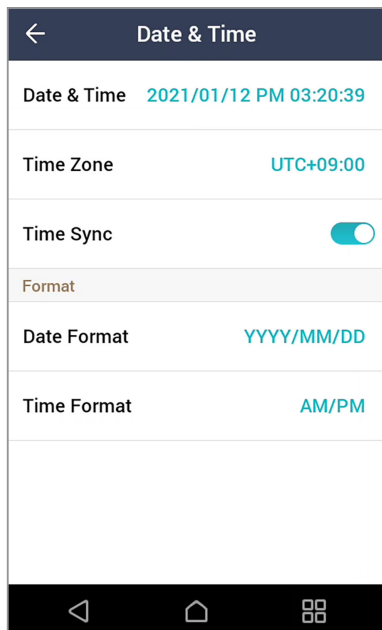 Date & Time
Date & Time 2021/01/12 PM 03:20:39
Time Zone UTC+09:00
Time Sync
Format
Date Format YYYY/MM/DD
Time Format AM/PM